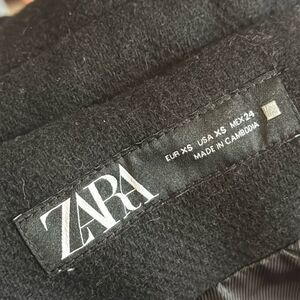 ZARA
EUR XS USA XS MEX 24
MADE IN CAMBODIA